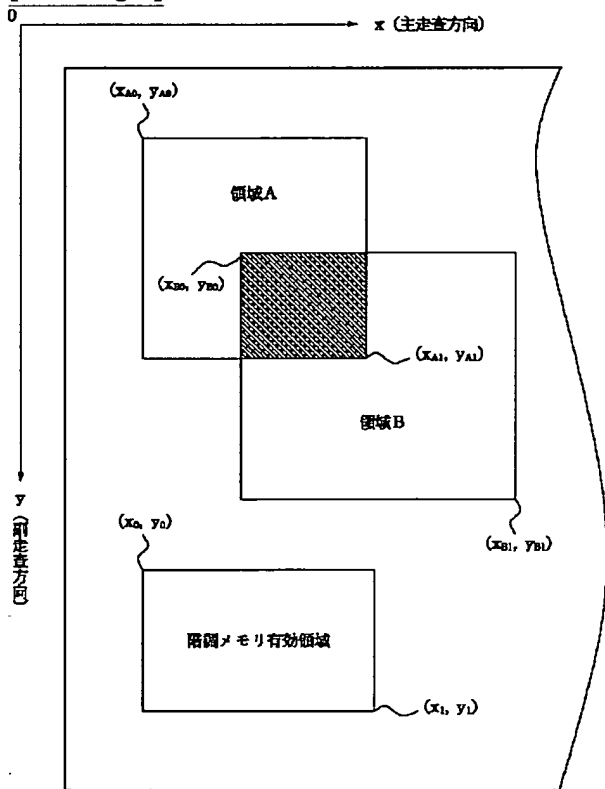 0
x (主走査方向)
(xA0, yA0)
領域A
(xB0, yB0)
(xA1, yA1)
領域B
y (副走査方向)
(x0, y0)
(xB1, yB1)
階調メモリ有効領域
(x1, y1)